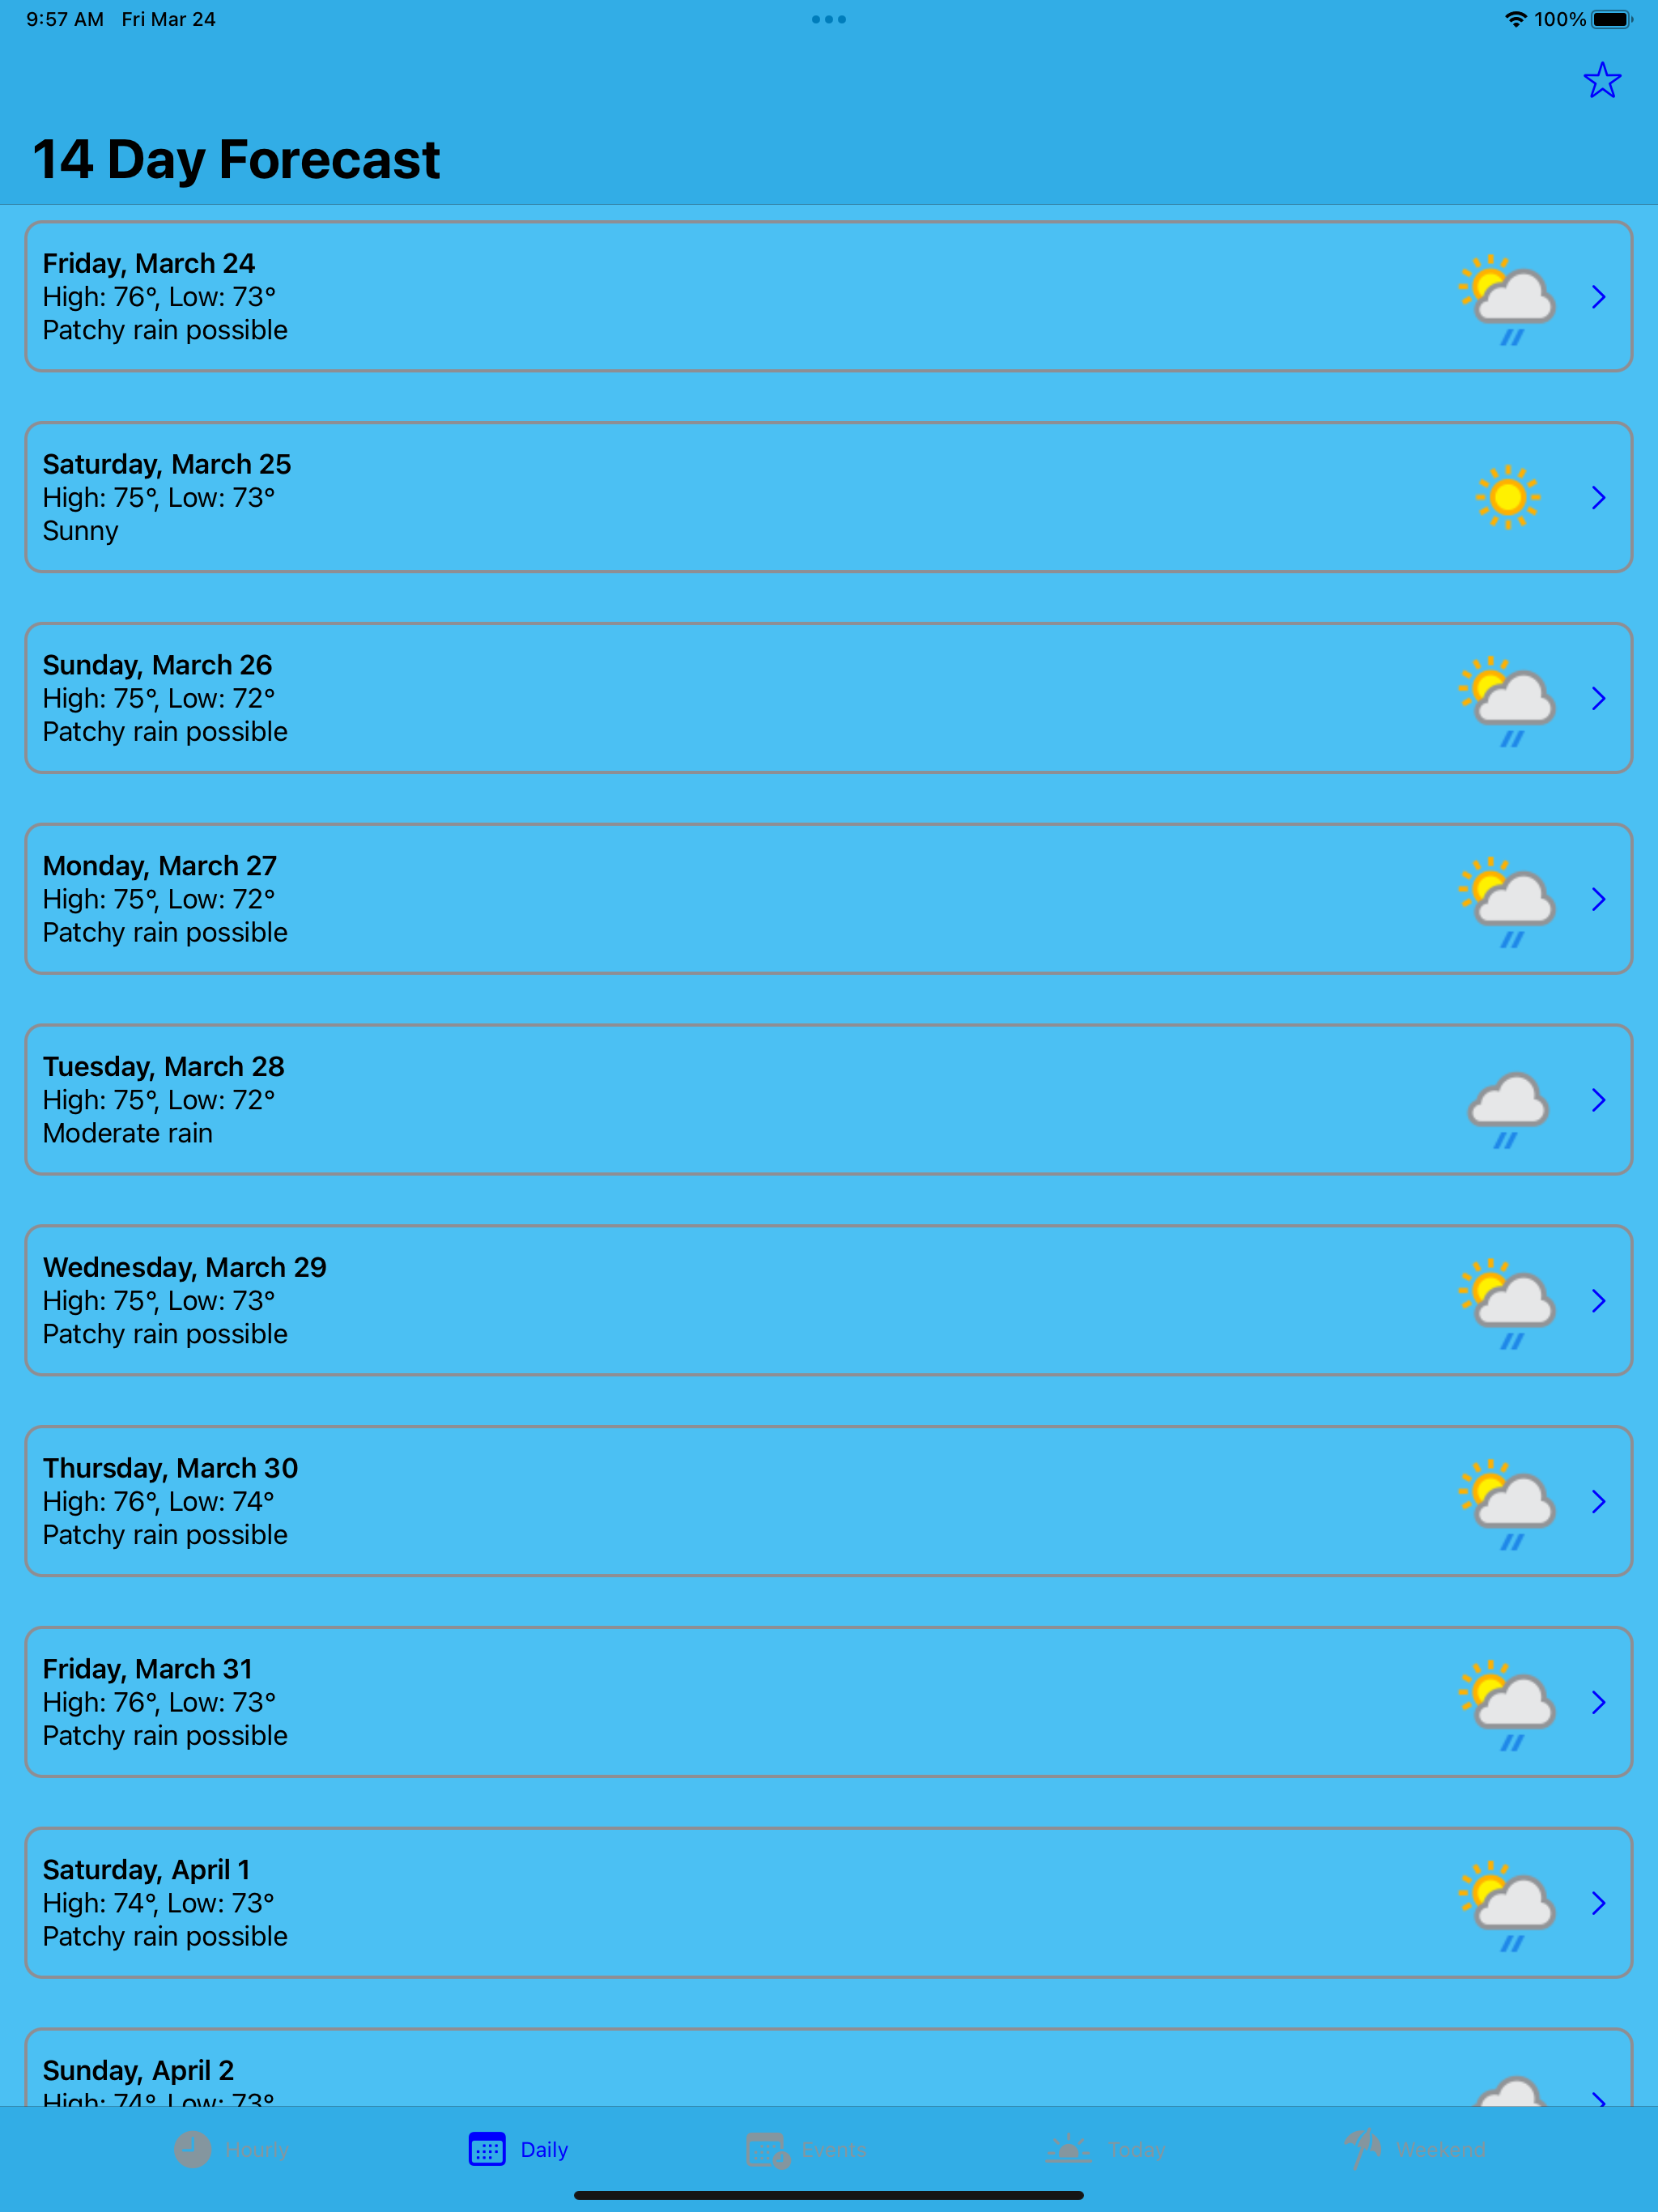 9:57 AM Fri Mar 24
100%
14 Day Forecast
Friday, March 24
High: 76°, Low: 73°
Patchy rain possible
Saturday, March 25
High: 75°, Low: 73°
Sunny
Sunday, March 26
High: 75°, Low: 72°
Patchy rain possible
Monday, March 27
High: 75°, Low: 72°
Patchy rain possible
Tuesday, March 28
High: 75°, Low: 72°
Moderate rain
Wednesday, March 29
High: 75°, Low: 73°
Patchy rain possible
Thursday, March 30
High: 76°, Low: 74°
Patchy rain possible
Friday, March 31
High: 76°, Low: 73°
Patchy rain possible
Saturday, April 1
High: 74°, Low: 73°
Patchy rain possible
Sunday, April 2
High: 74°, Low: 73°
Hourly
Daily
Events
Today
Weekend